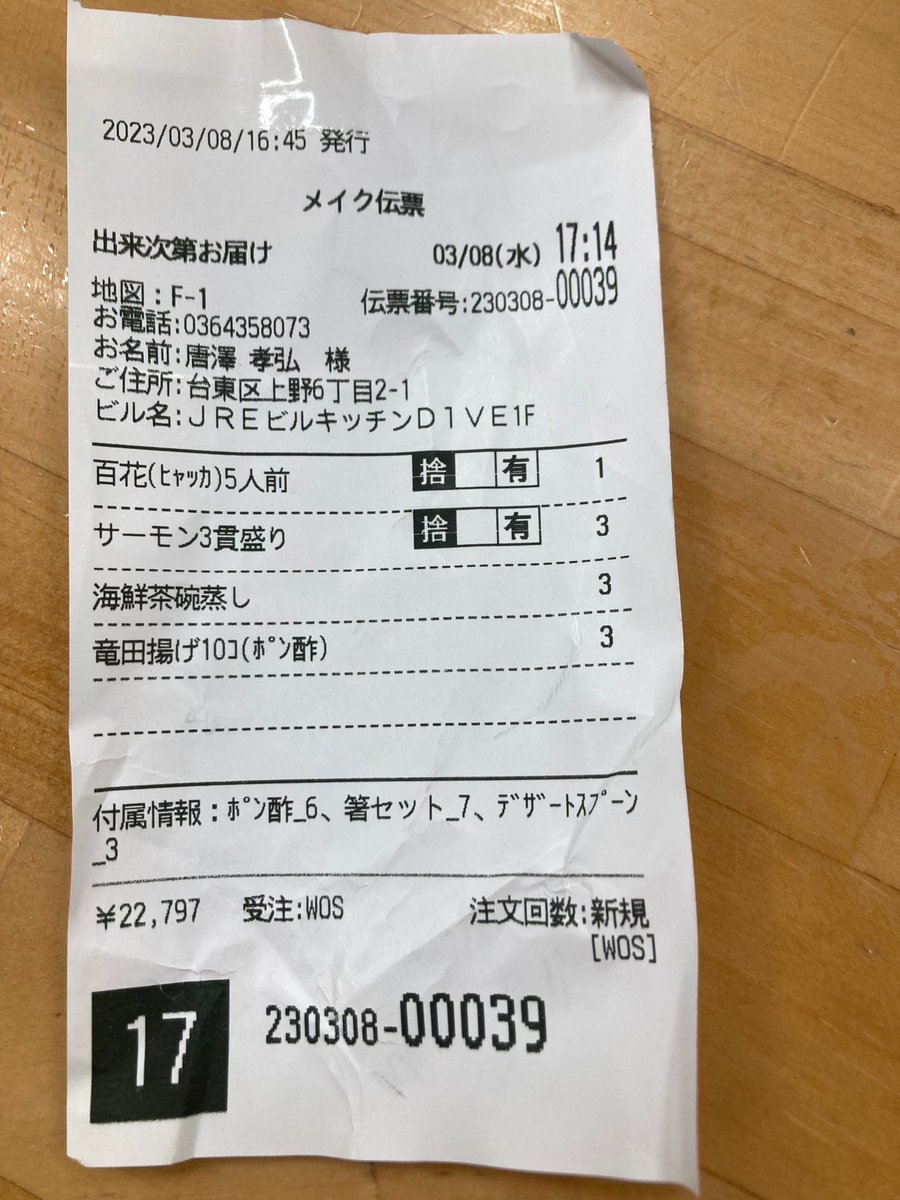 2023/03/08/16:45 発行
メイク伝票
出来次第お届け 03/08(水) 17:14
地図：F-1 伝票番号:230308-00039
お電話:0364358073
お名前:唐澤 孝弘 様
ご住所:台東区上野6丁目2-1
ビル名:ＪＲＥビルキッチンＤ１ＶＥ1F
百花(ﾋｬｯｶ)5人前 捨 有 1
サーモン3貫盛り 捨 有 3
海鮮茶碗蒸し 3
竜田揚げ10ｺ(ﾎﾟﾝ酢) 3
付属情報：ﾎﾟﾝ酢_6、箸セット_7、ﾃﾞｻﾞｰﾄｽﾌﾟｰﾝ
_3
¥22,797 受注:WOS 注文回数:新規
[WOS]
17 230308-00039